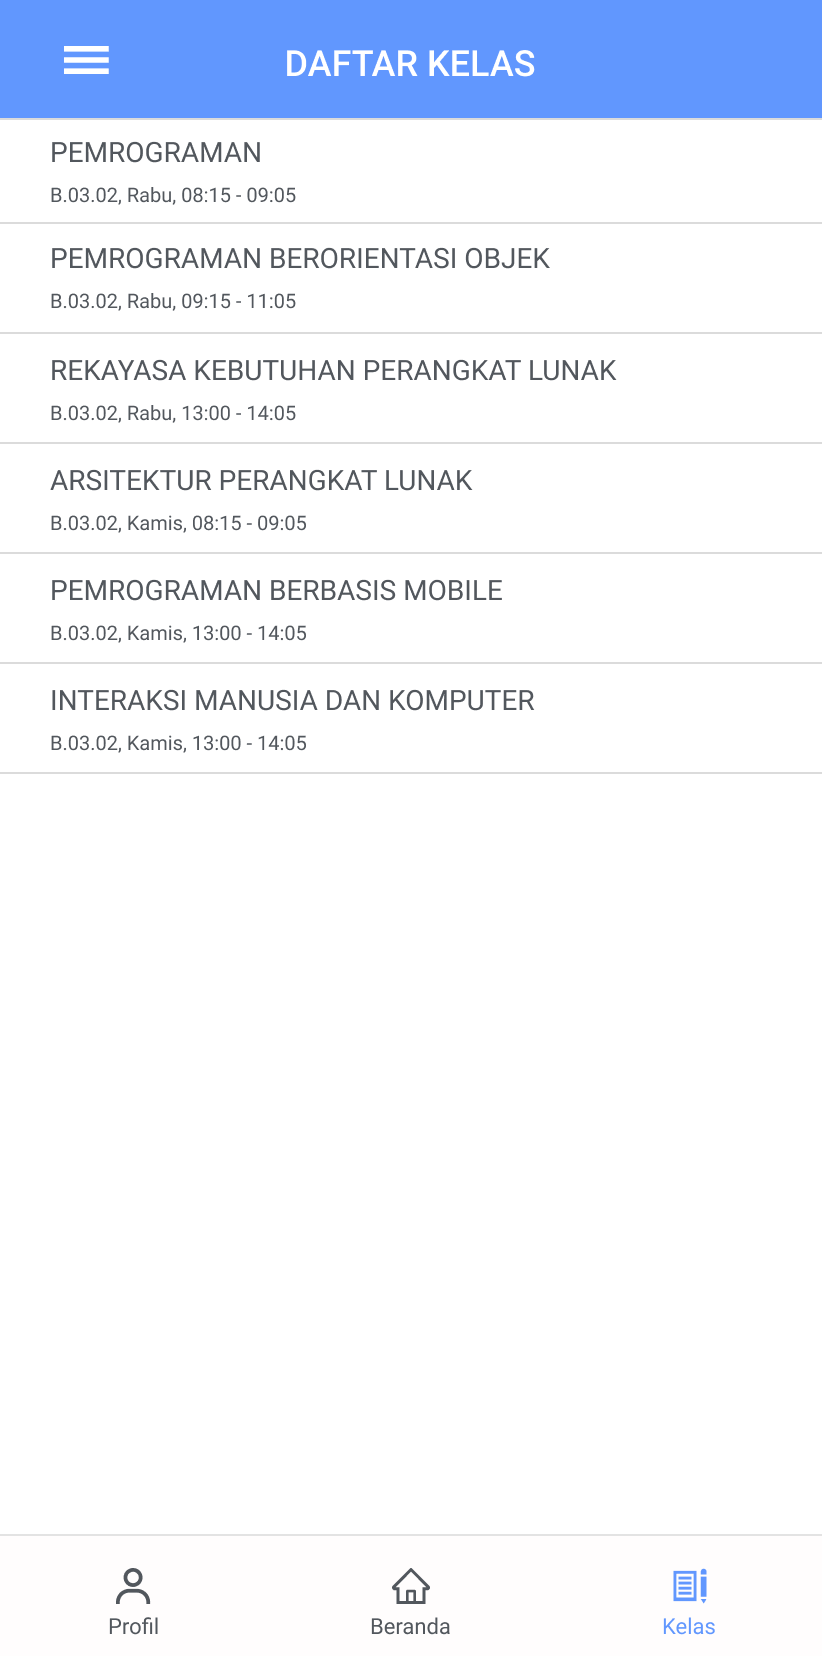 DAFTAR KELAS
PEMROGRAMAN
B.03.02, Rabu, 08:15 - 09:05
PEMROGRAMAN BERORIENTASI OBJEK
B.03.02, Rabu, 09:15 - 11:05
REKAYASA KEBUTUHAN PERANGKAT LUNAK
B.03.02, Rabu, 13:00 - 14:05
ARSITEKTUR PERANGKAT LUNAK
B.03.02, Kamis, 08:15 - 09:05
PEMROGRAMAN BERBASIS MOBILE
B.03.02, Kamis, 13:00 - 14:05
INTERAKSI MANUSIA DAN KOMPUTER
B.03.02, Kamis, 13:00 - 14:05
Profil
Beranda
Kelas